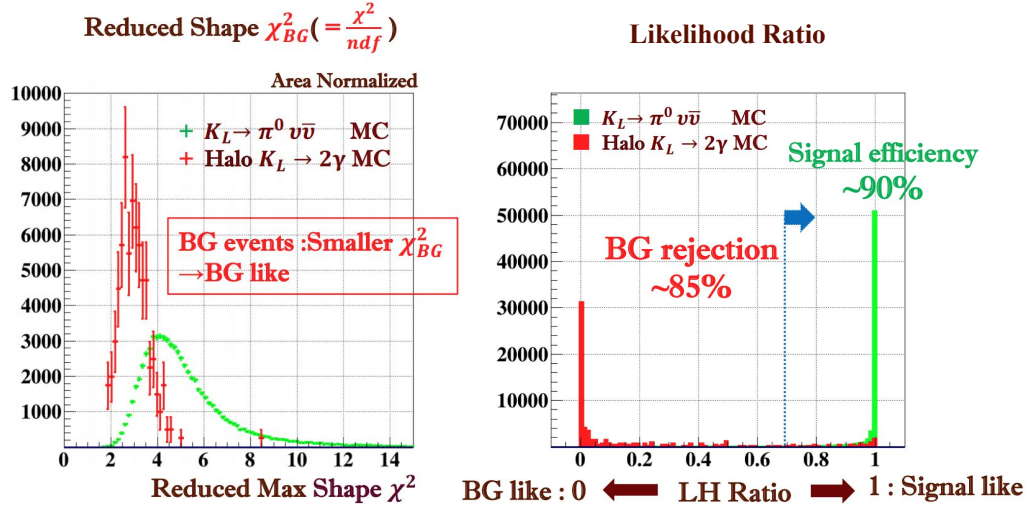 Reduced Shape χ²_BG(= χ²/ndf)
Area Normalized
10000
9000
8000
7000
6000
5000
4000
3000
2000
1000
K_L→ π⁰ νν̄ MC
Halo K_L → 2γ MC
BG events :Smaller χ²_BG
→BG like
0 2 4 6 8 10 12 14
Reduced Max Shape χ²
Likelihood Ratio
70000
60000
50000
40000
30000
20000
10000
0
K_L→ π⁰ νν̄ MC
Halo K_L → 2γ MC
Signal efficiency
~90%
BG rejection
~85%
0 0.2 0.4 0.6 0.8 1
BG like : 0 LH Ratio 1 : Signal like